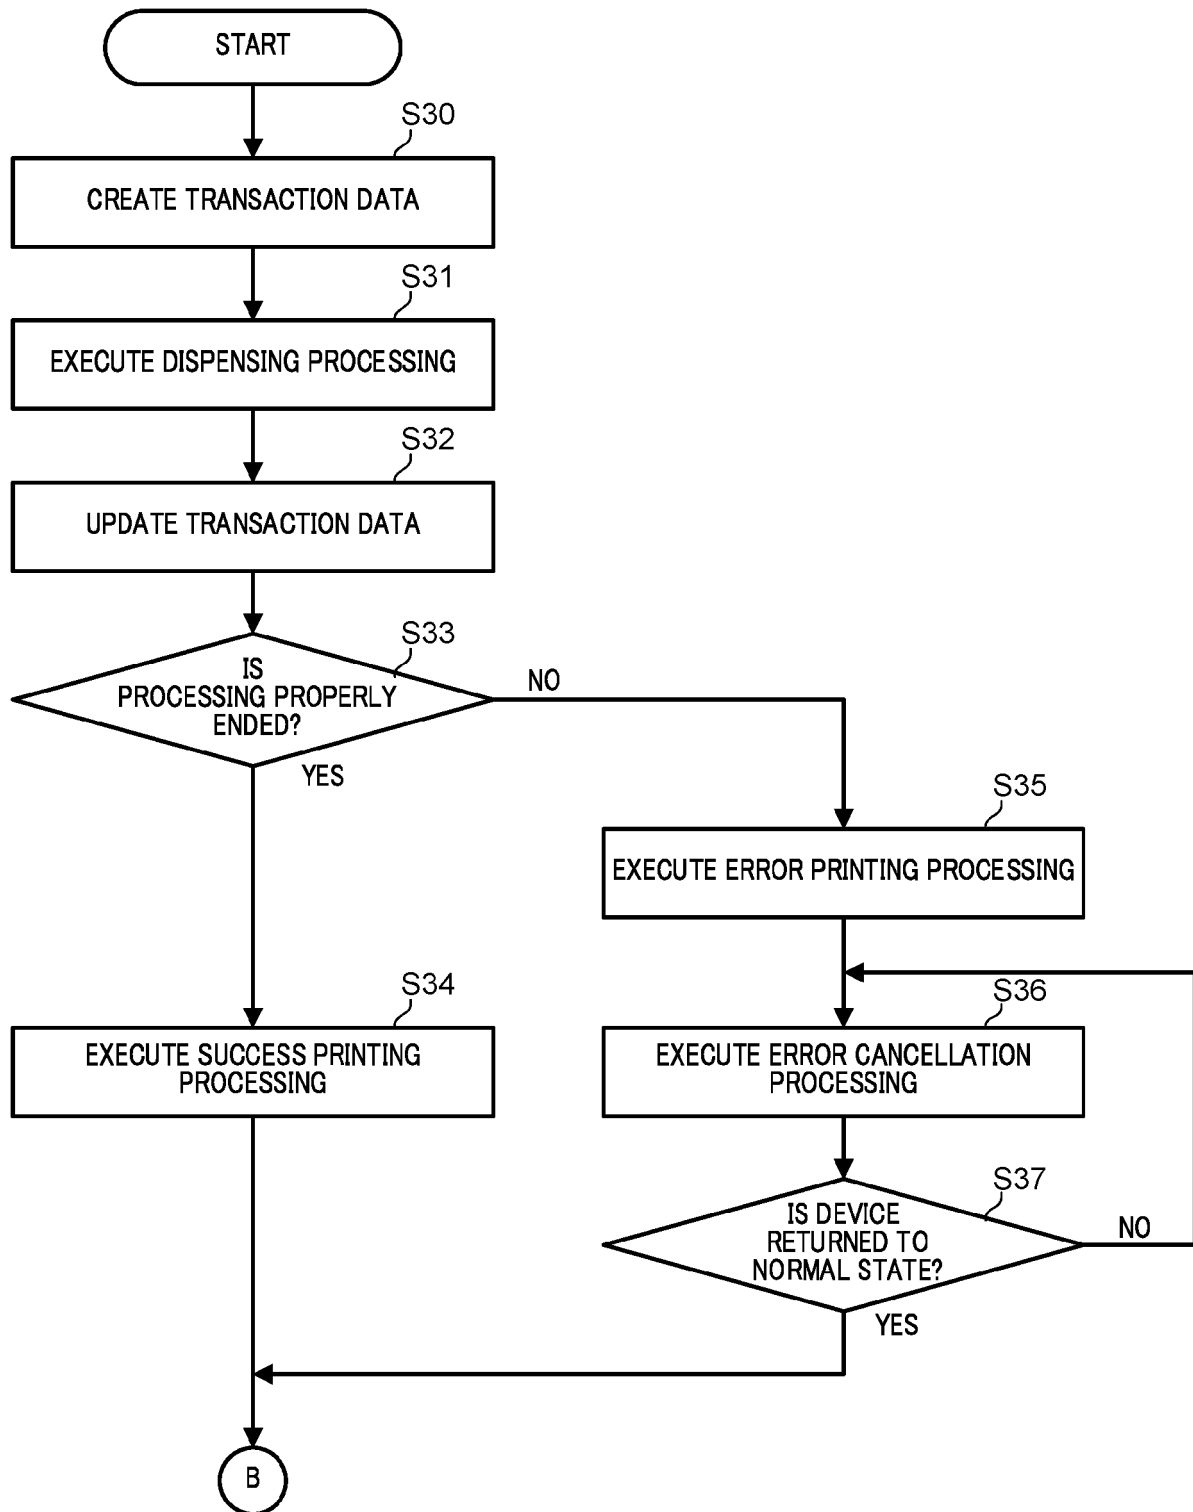 START
S30
CREATE TRANSACTION DATA
S31
EXECUTE DISPENSING PROCESSING
S32
UPDATE TRANSACTION DATA
S33
IS
PROCESSING PROPERLY
ENDED?
NO
YES
S35
EXECUTE ERROR PRINTING PROCESSING
S34
EXECUTE SUCCESS PRINTING
PROCESSING
S36
EXECUTE ERROR CANCELLATION
PROCESSING
S37
IS DEVICE
RETURNED TO
NORMAL STATE?
NO
YES
B